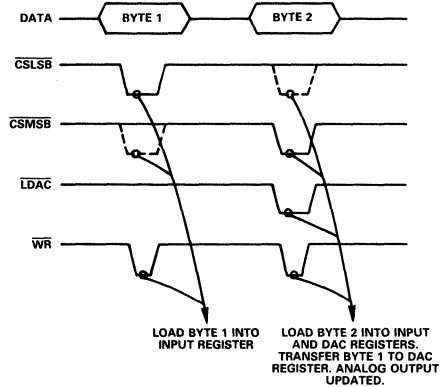 DATA BYTE 1 BYTE 2
CSLSB
CSMSB
LDAC
WR
LOAD BYTE 1 INTO
INPUT REGISTER
LOAD BYTE 2 INTO INPUT
AND DAC REGISTERS.
TRANSFER BYTE 1 TO DAC
REGISTER. ANALOG OUTPUT
UPDATED.